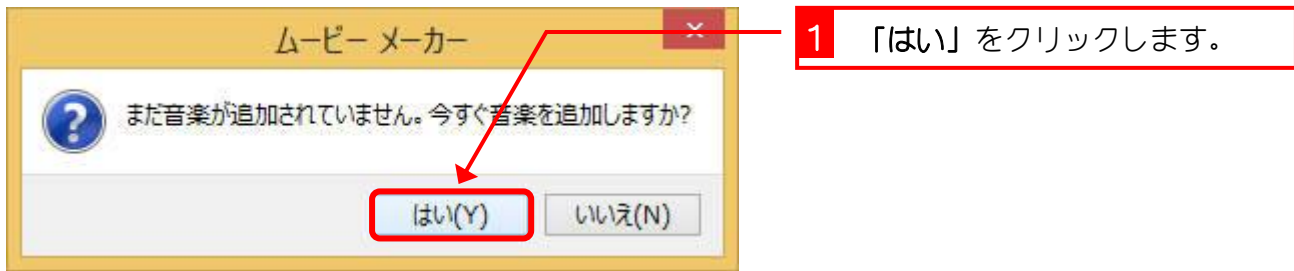 ムービー メーカー
1 「はい」をクリックします。
まだ音楽が追加されていません。今すぐ音楽を追加しますか?
はい(Y) いいえ(N)